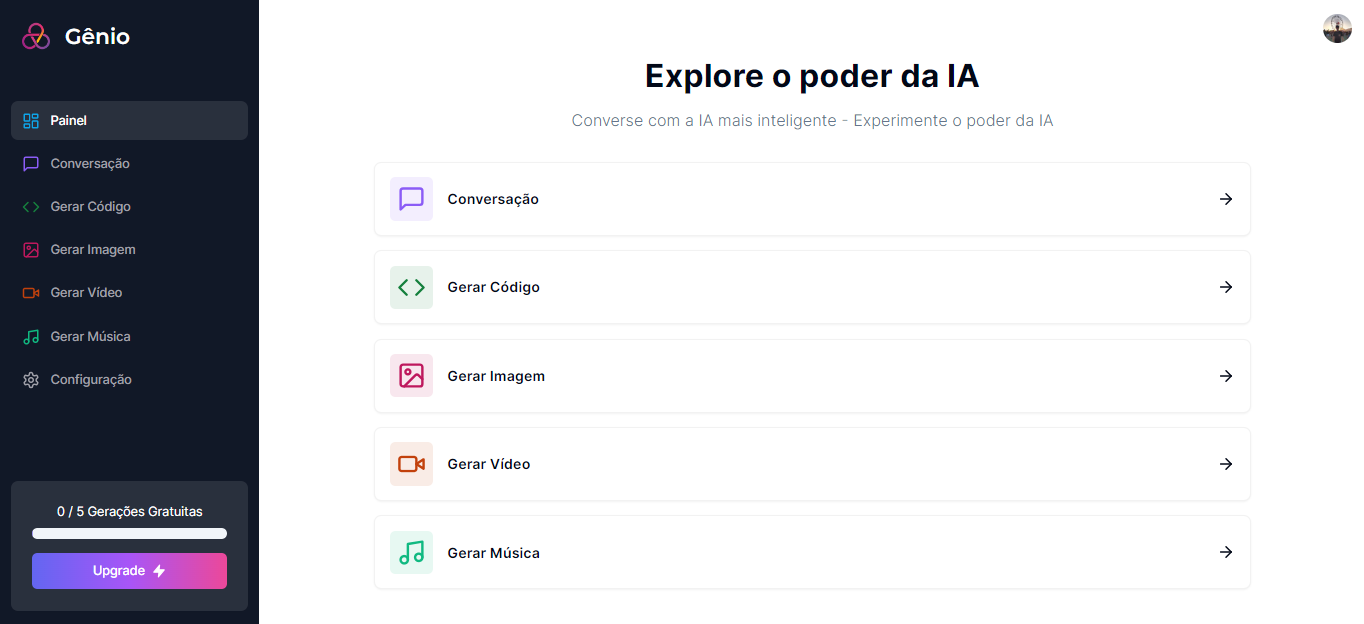 Gênio
Painel
Conversação
Gerar Código
Gerar Imagem
Gerar Vídeo
Gerar Música
Configuração
0 / 5 Gerações Gratuitas
Upgrade
Explore o poder da IA
Converse com a IA mais inteligente - Experimente o poder da IA
Conversação
Gerar Código
Gerar Imagem
Gerar Vídeo
Gerar Música